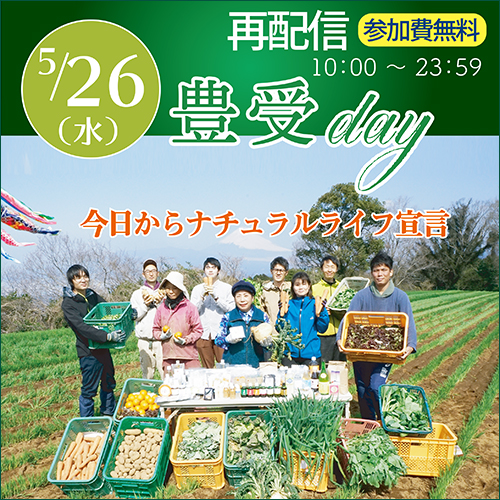 再配信 参加費無料
10:00 ～ 23:59
5/26
(水)
豊受day
今日からナチュラルライフ宣言